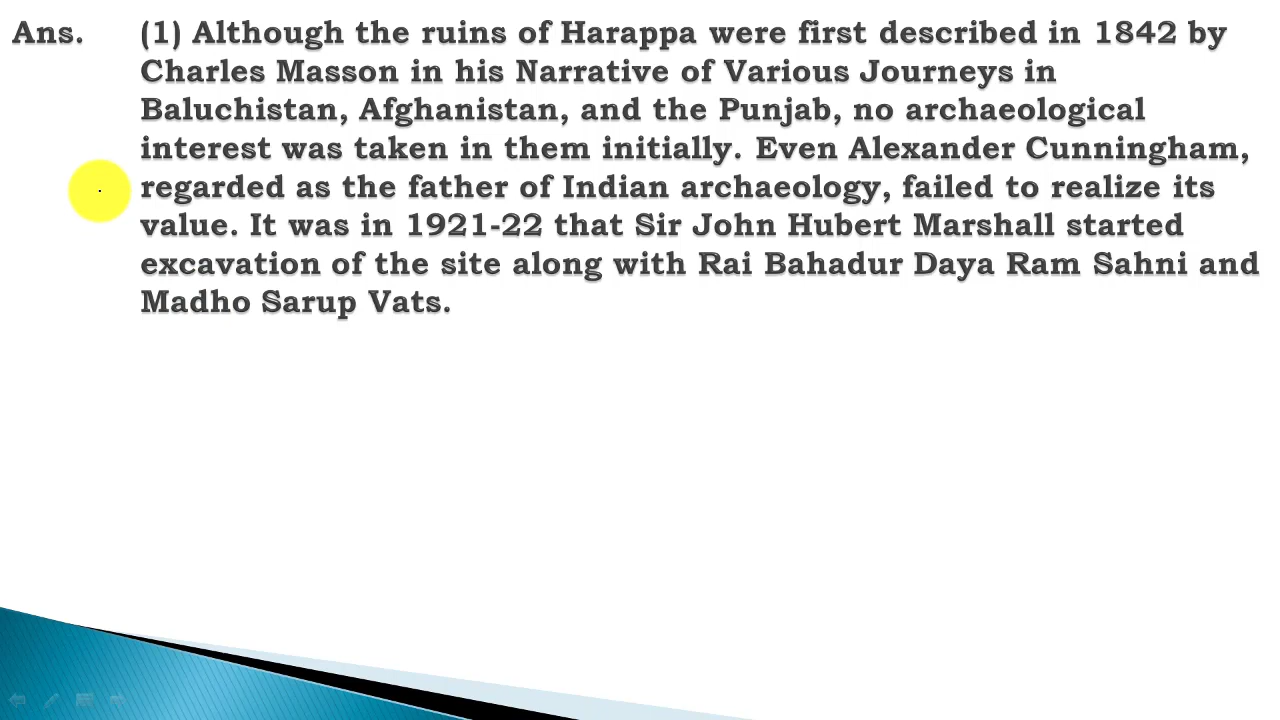 Ans. (1) Although the ruins of Harappa were first described in 1842 by
Charles Masson in his Narrative of Various Journeys in
Baluchistan, Afghanistan, and the Punjab, no archaeological
interest was taken in them initially. Even Alexander Cunningham,
regarded as the father of Indian archaeology, failed to realize its
value. It was in 1921-22 that Sir John Hubert Marshall started
excavation of the site along with Rai Bahadur Daya Ram Sahni and
Madho Sarup Vats.